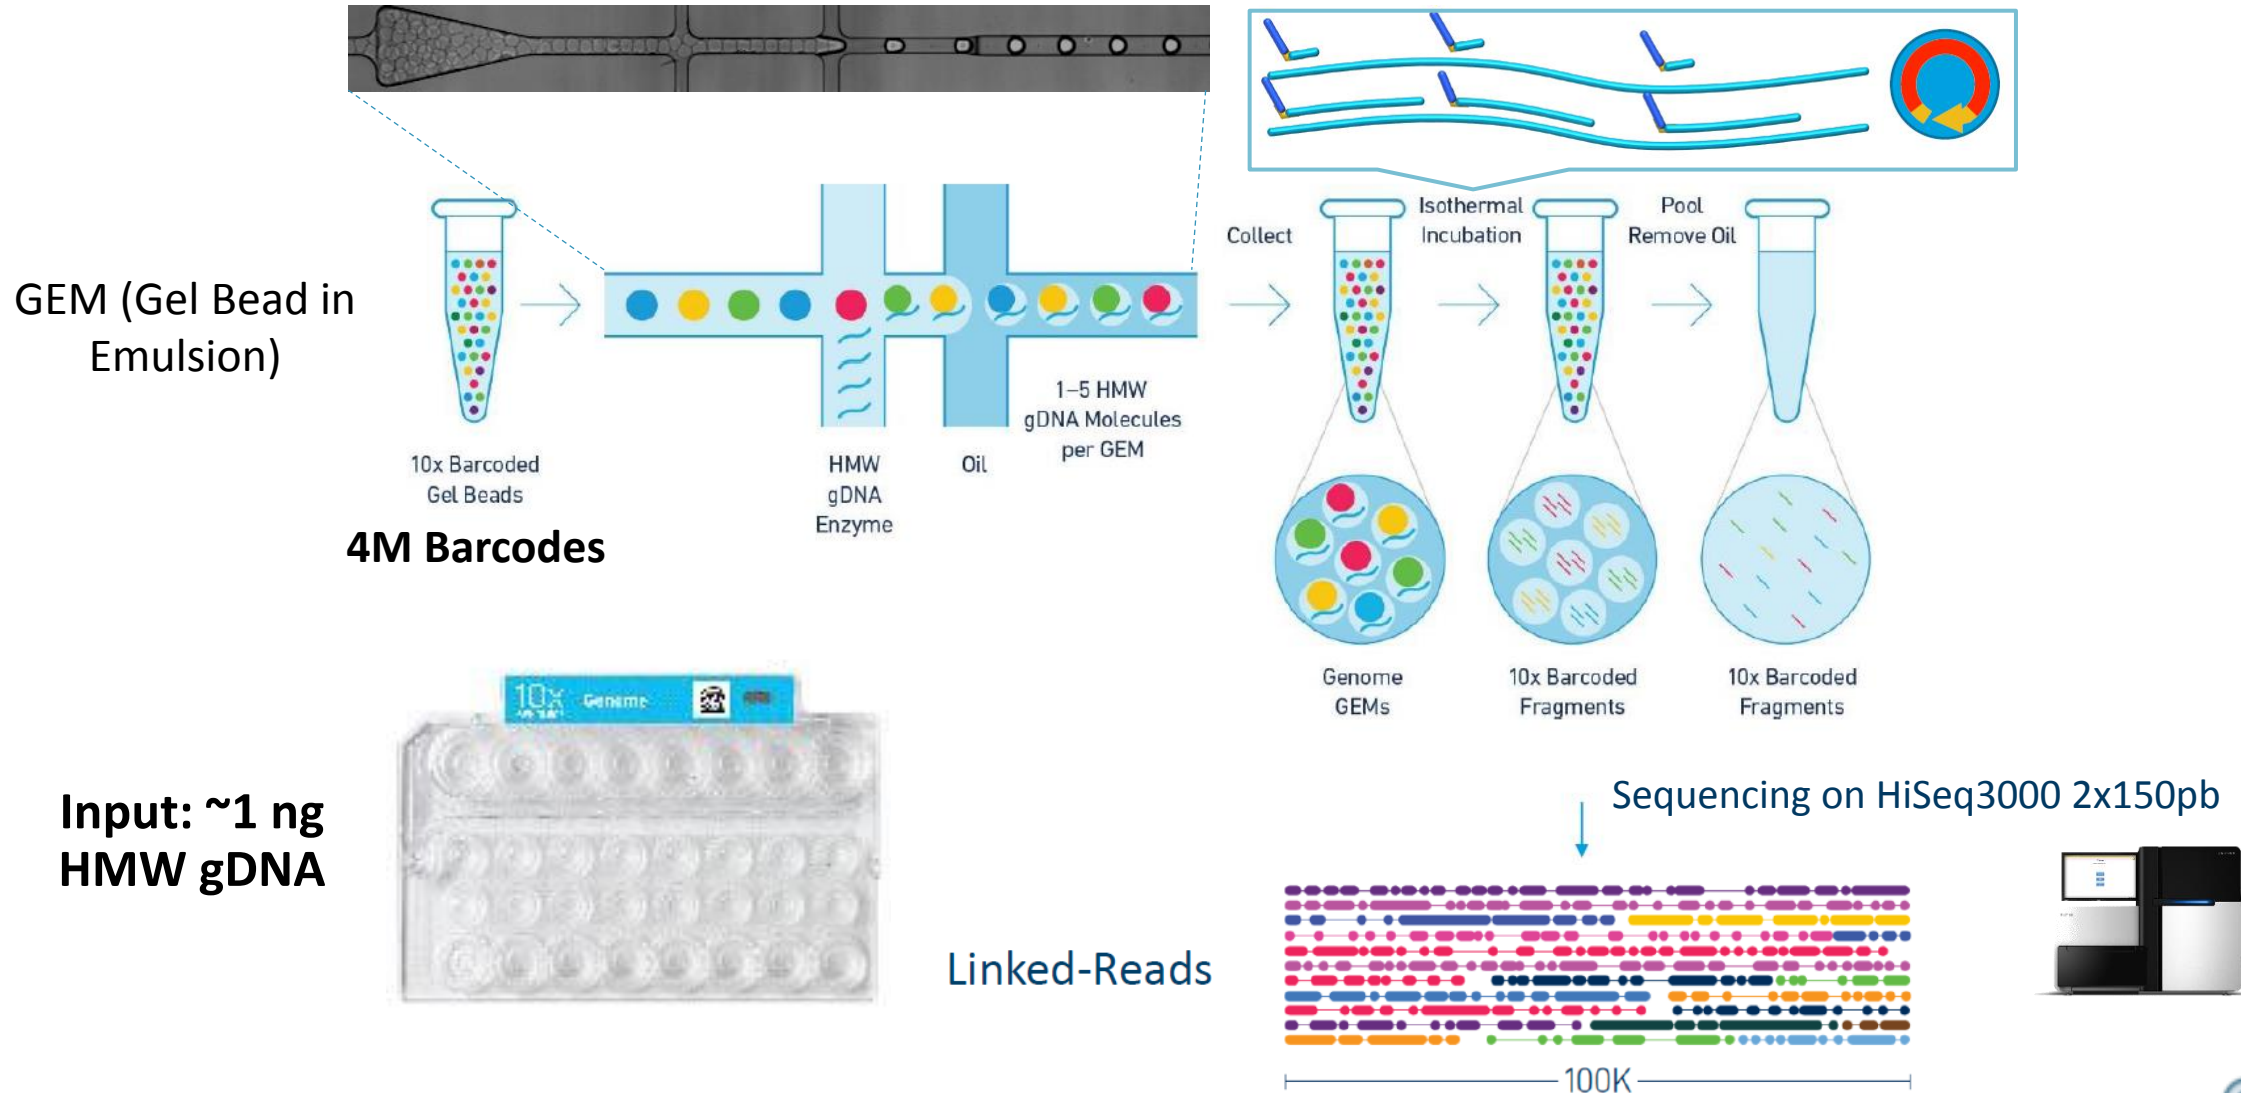 Collect
Isothermal
Incubation
Pool
Remove Oil
GEM (Gel Bead in
Emulsion)
1–5 HMW
gDNA Molecules
per GEM
10x Barcoded
Gel Beads
HMW
gDNA
Enzyme
Oil
4M Barcodes
Genome
GEMs
10x Barcoded
Fragments
10x Barcoded
Fragments
10x Genome
Input: ~1 ng
HMW gDNA
Sequencing on HiSeq3000 2x150pb
Linked-Reads
100K